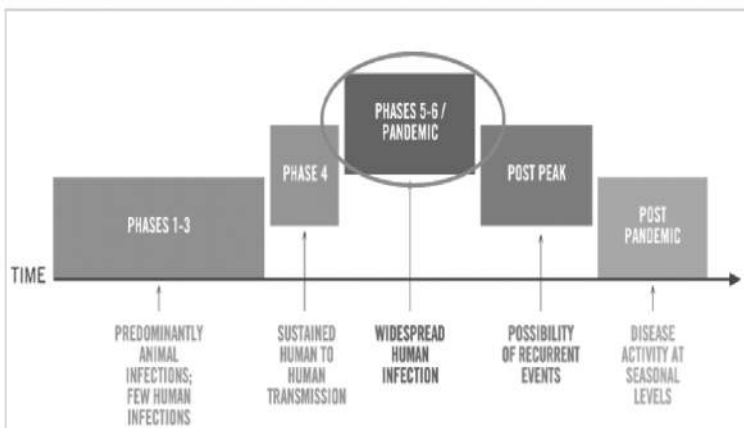 PHASES 5-6 /
PANDEMIC
PHASE 4
POST PEAK
PHASES 1-3
POST
PANDEMIC
TIME
PREDOMINANTLY
ANIMAL
INFECTIONS;
FEW HUMAN
INFECTIONS
SUSTAINED
HUMAN TO
HUMAN
TRANSMISSION
WIDESPREAD
HUMAN
INFECTION
POSSIBILITY
OF RECURRENT
EVENTS
DISEASE
ACTIVITY AT
SEASONAL
LEVELS